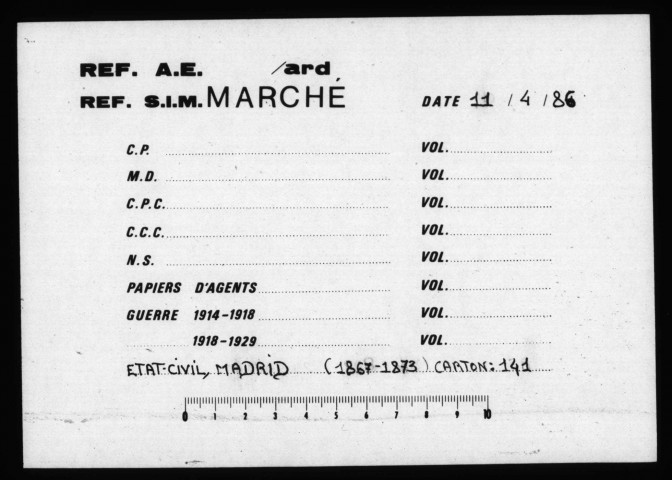 REF. A.E. /ard
REF. S.I.M. MARCHÉ DATE 11 / 4 / 86
C.P. VOL.
M.D. VOL.
C.P.C. VOL.
C.C.C. VOL.
N.S. VOL.
PAPIERS D'AGENTS VOL.
GUERRE 1914-1918 VOL.
1918-1929 VOL.
ETAT-CIVIL, MADRID (1867-1873) CARTON: 141
0 1 2 3 4 5 6 7 8 9 10